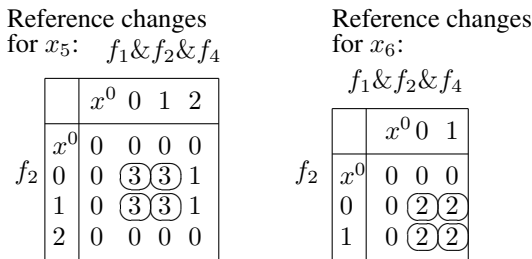 Reference changes
for x₅: f₁&f₂&f₄
x⁰ 0 1 2
x⁰ 0 0 0 0
f₂ 0 0 3 3 1
1 0 3 3 1
2 0 0 0 0
Reference changes
for x₆:
f₁&f₂&f₄
x⁰ 0 1
f₂ x⁰ 0 0 0
0 0 2 2
1 0 2 2